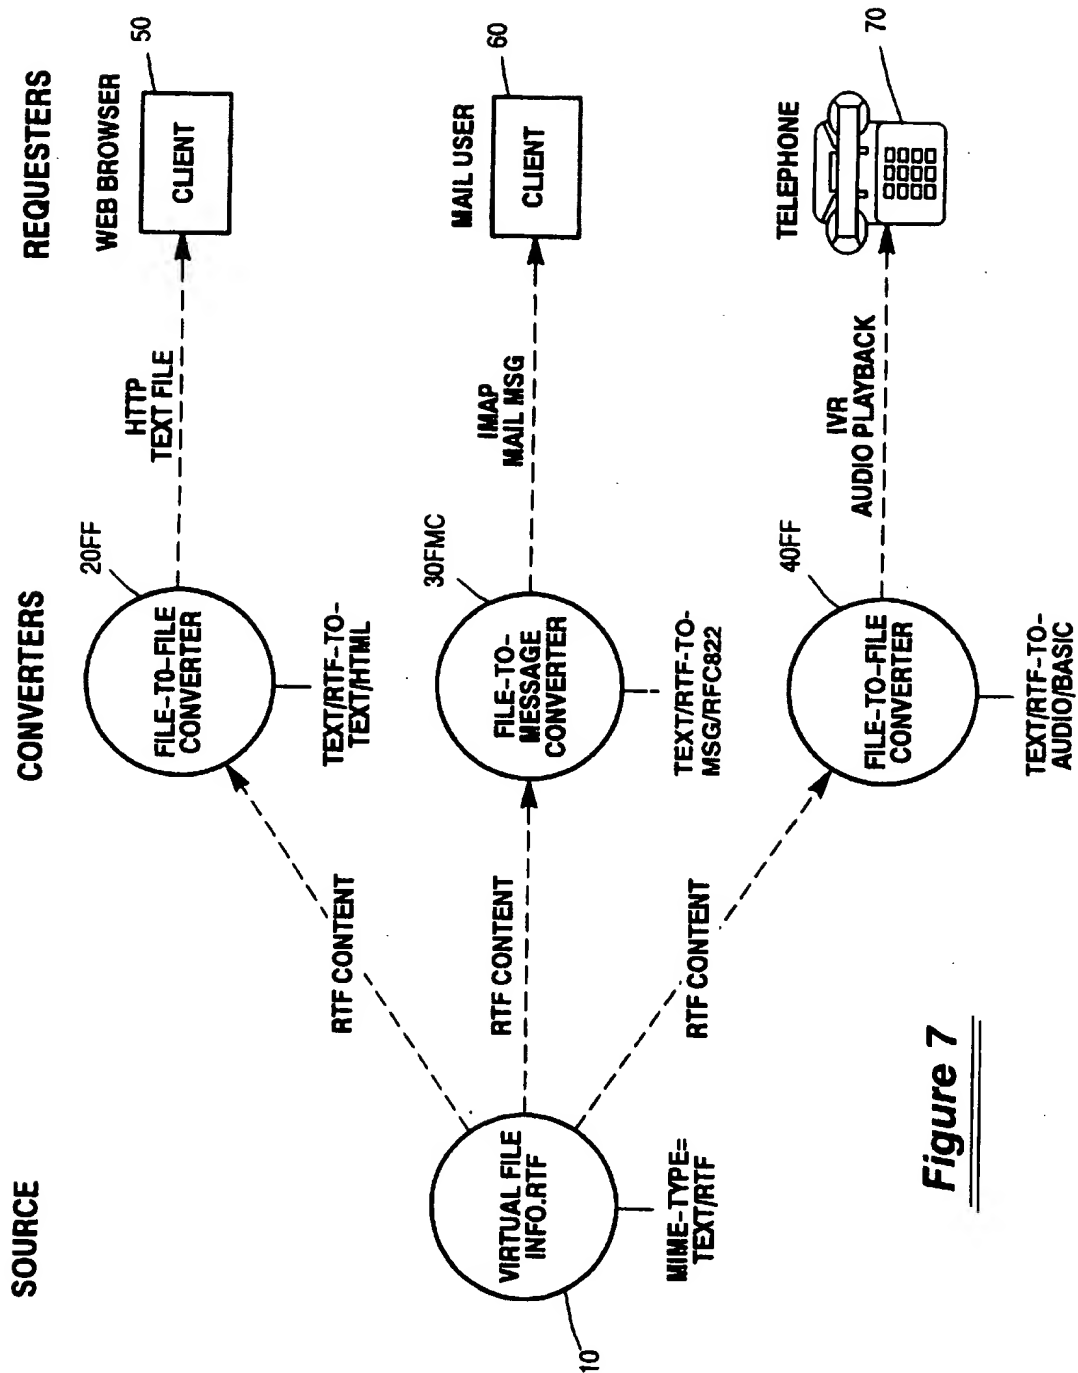 SOURCE
CONVERTERS
REQUESTERS
20FF
FILE-TO-FILE
CONVERTER
TEXT/RTF-TO-
TEXT/HTML
HTTP
TEXT FILE
WEB BROWSER
50
CLIENT
RTF CONTENT
VIRTUAL FILE
INFO.RTF
10
MIME-TYPE=
TEXT/RTF
RTF CONTENT
30FMC
FILE-TO-
MESSAGE
CONVERTER
TEXT/RTF-TO-
MSG/RFC822
IMAP
MAIL MSG
MAIL USER
60
CLIENT
RTF CONTENT
40FF
FILE-TO-FILE
CONVERTER
TEXT/RTF-TO-
AUDIO/BASIC
IVR
AUDIO PLAYBACK
TELEPHONE
70
Figure 7